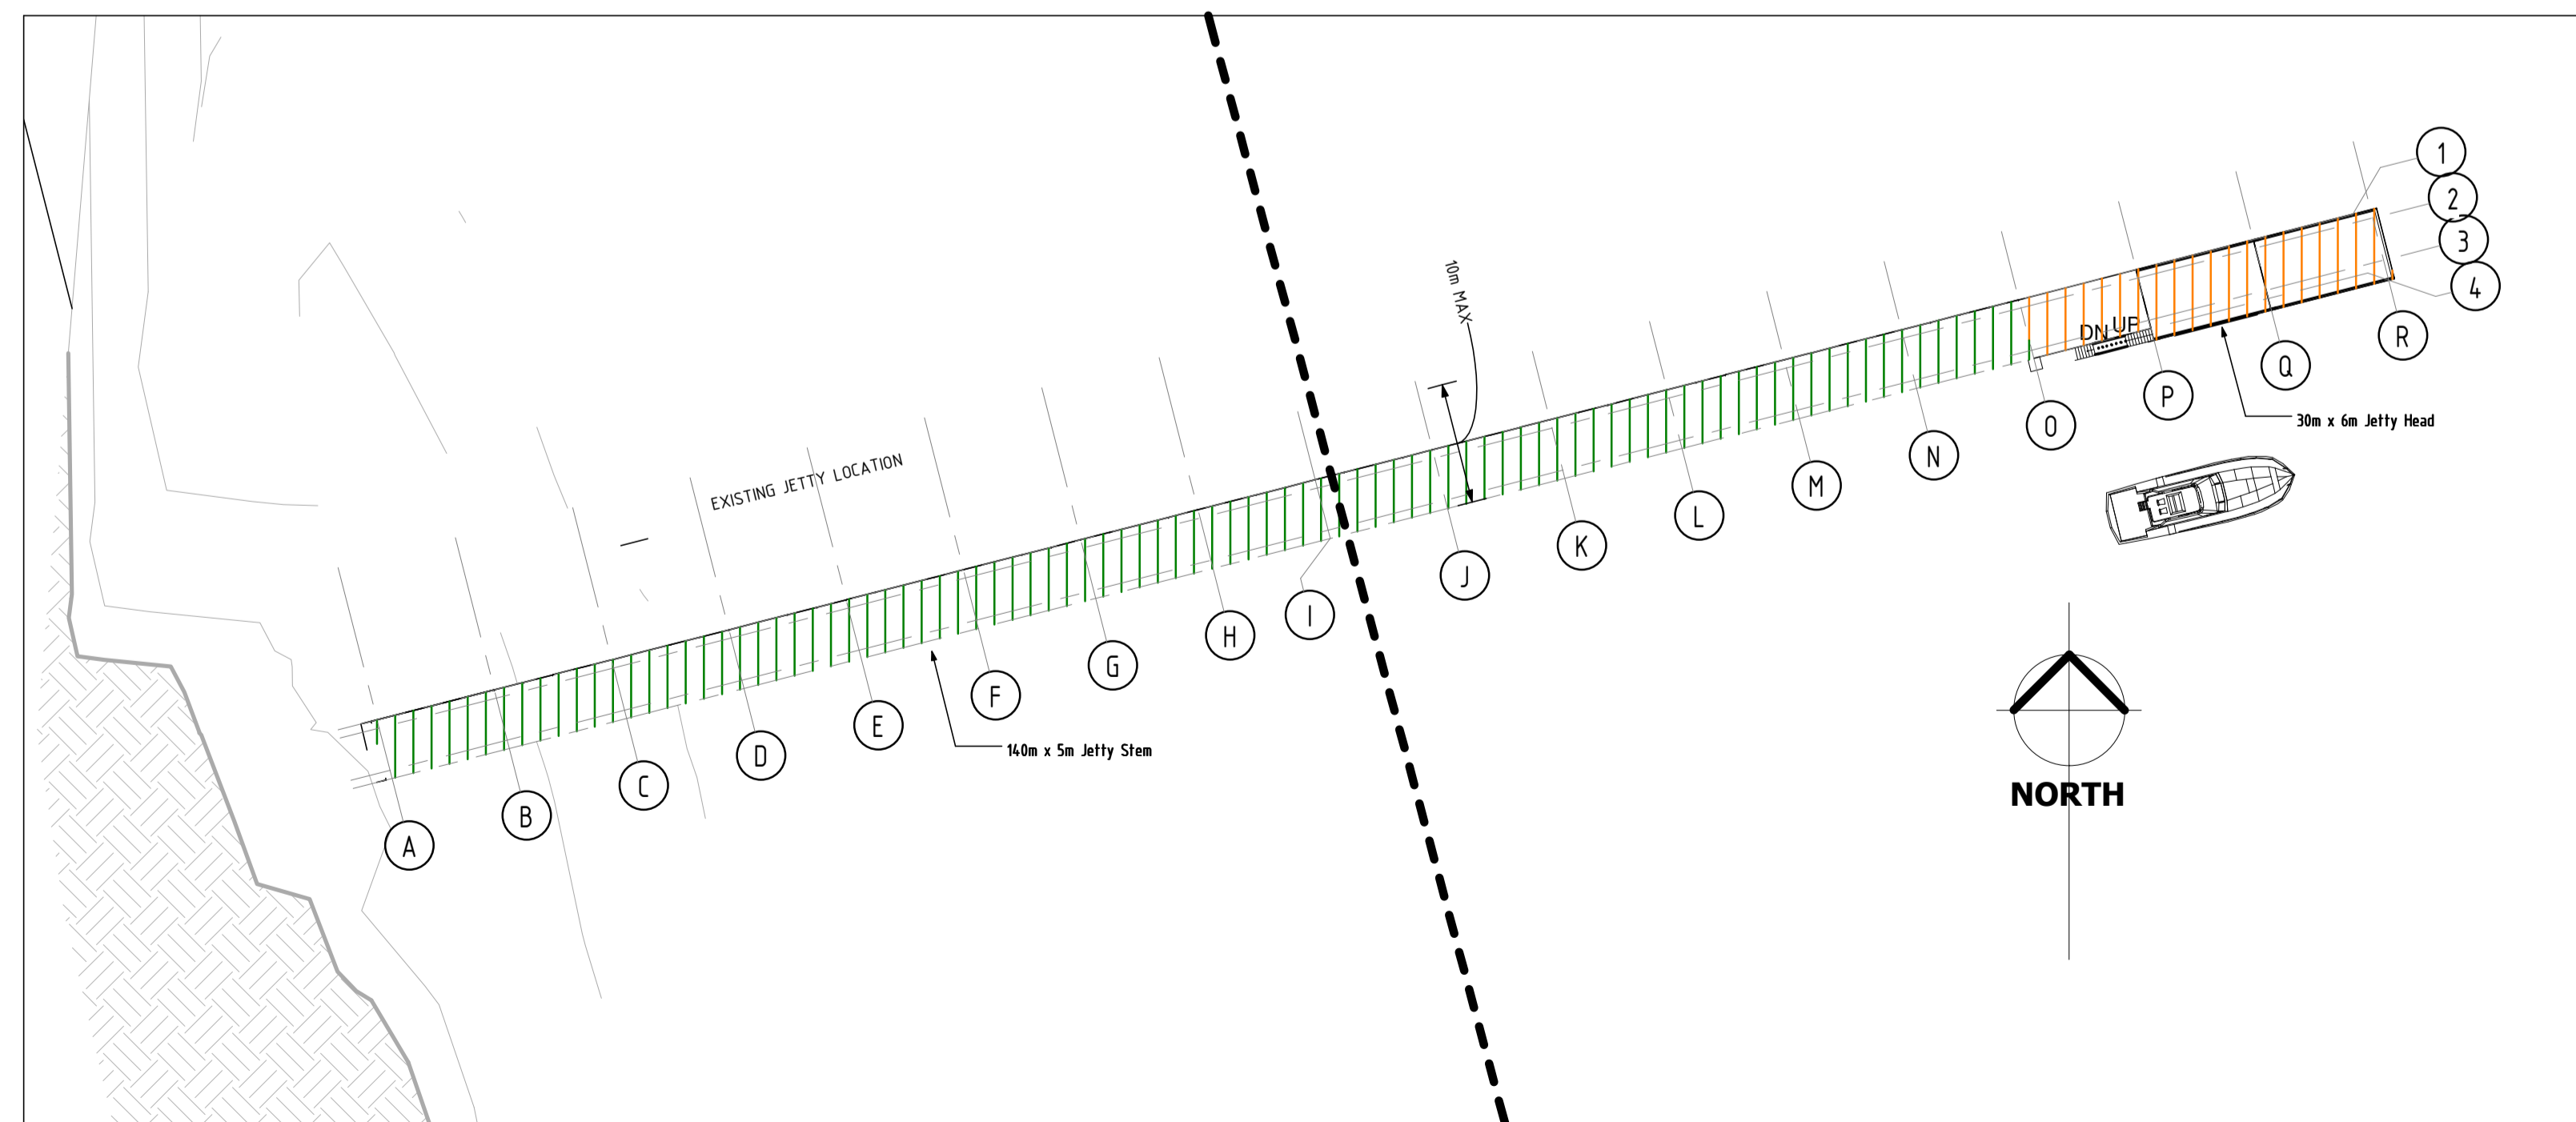 1
2
3
4
10m MAX
DN UP
R
Q
P
O
30m x 6m Jetty Head
N
M
L
K
J
EXISTING JETTY LOCATION
I
H
G
F
E
D
C
B
A
140m x 5m Jetty Stem
NORTH